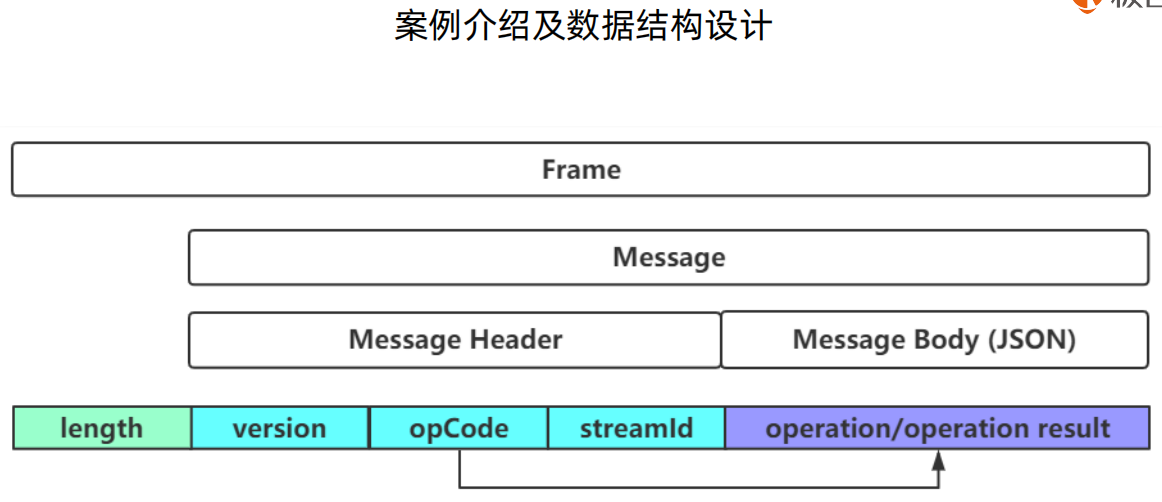 案例介绍及数据结构设计
Frame
Message
Message Header
Message Body (JSON)
length
version
opCode
streamId
operation/operation result